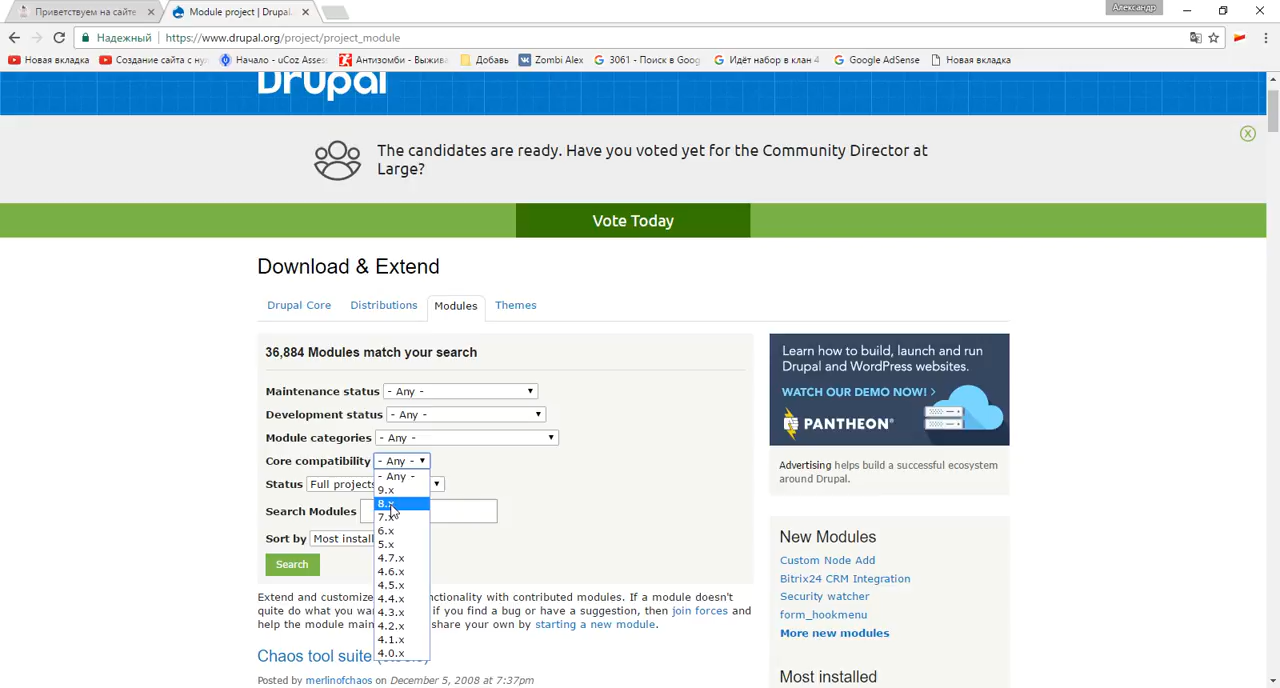 Приветствуем на сайте
Module project | Drupal.
Александр
Надежный
https://www.drupal.org/project/project_module
Новая вкладка
Создание сайта с ну
Начало - uCoz Asses
Антизомби - Выжива
Добавь
Zombi Alex
3061 - Поиск в Goog
Идёт набор в клан 4
Google AdSense
Новая вкладка
Drupal
The candidates are ready. Have you voted yet for the Community Director at
Large?
Vote Today
Download & Extend
Drupal Core
Distributions
Modules
Themes
36,884 Modules match your search
Maintenance status - Any -
Development status - Any -
Module categories - Any -
Core compatibility - Any -
- Any -
9.x
8.x
7.x
6.x
5.x
4.7.x
4.6.x
4.5.x
4.4.x
4.3.x
4.2.x
4.1.x
4.0.x
Status Full projects
Search Modules
Sort by Most install
Search
Extend and customize nctionality with contributed modules. If a module doesn't
quite do what you wa if you find a bug or have a suggestion, then join forces and
help the module main share your own by starting a new module.
Chaos tool suite (ctools)
Posted by merlinofchaos on December 5, 2008 at 7:37pm
Learn how to build, launch and run
Drupal and WordPress websites.
WATCH OUR DEMO NOW! >
PANTHEON®
Advertising helps build a successful ecosystem
around Drupal.
New Modules
Custom Node Add
Bitrix24 CRM Integration
Security watcher
form_hookmenu
More new modules
Most installed